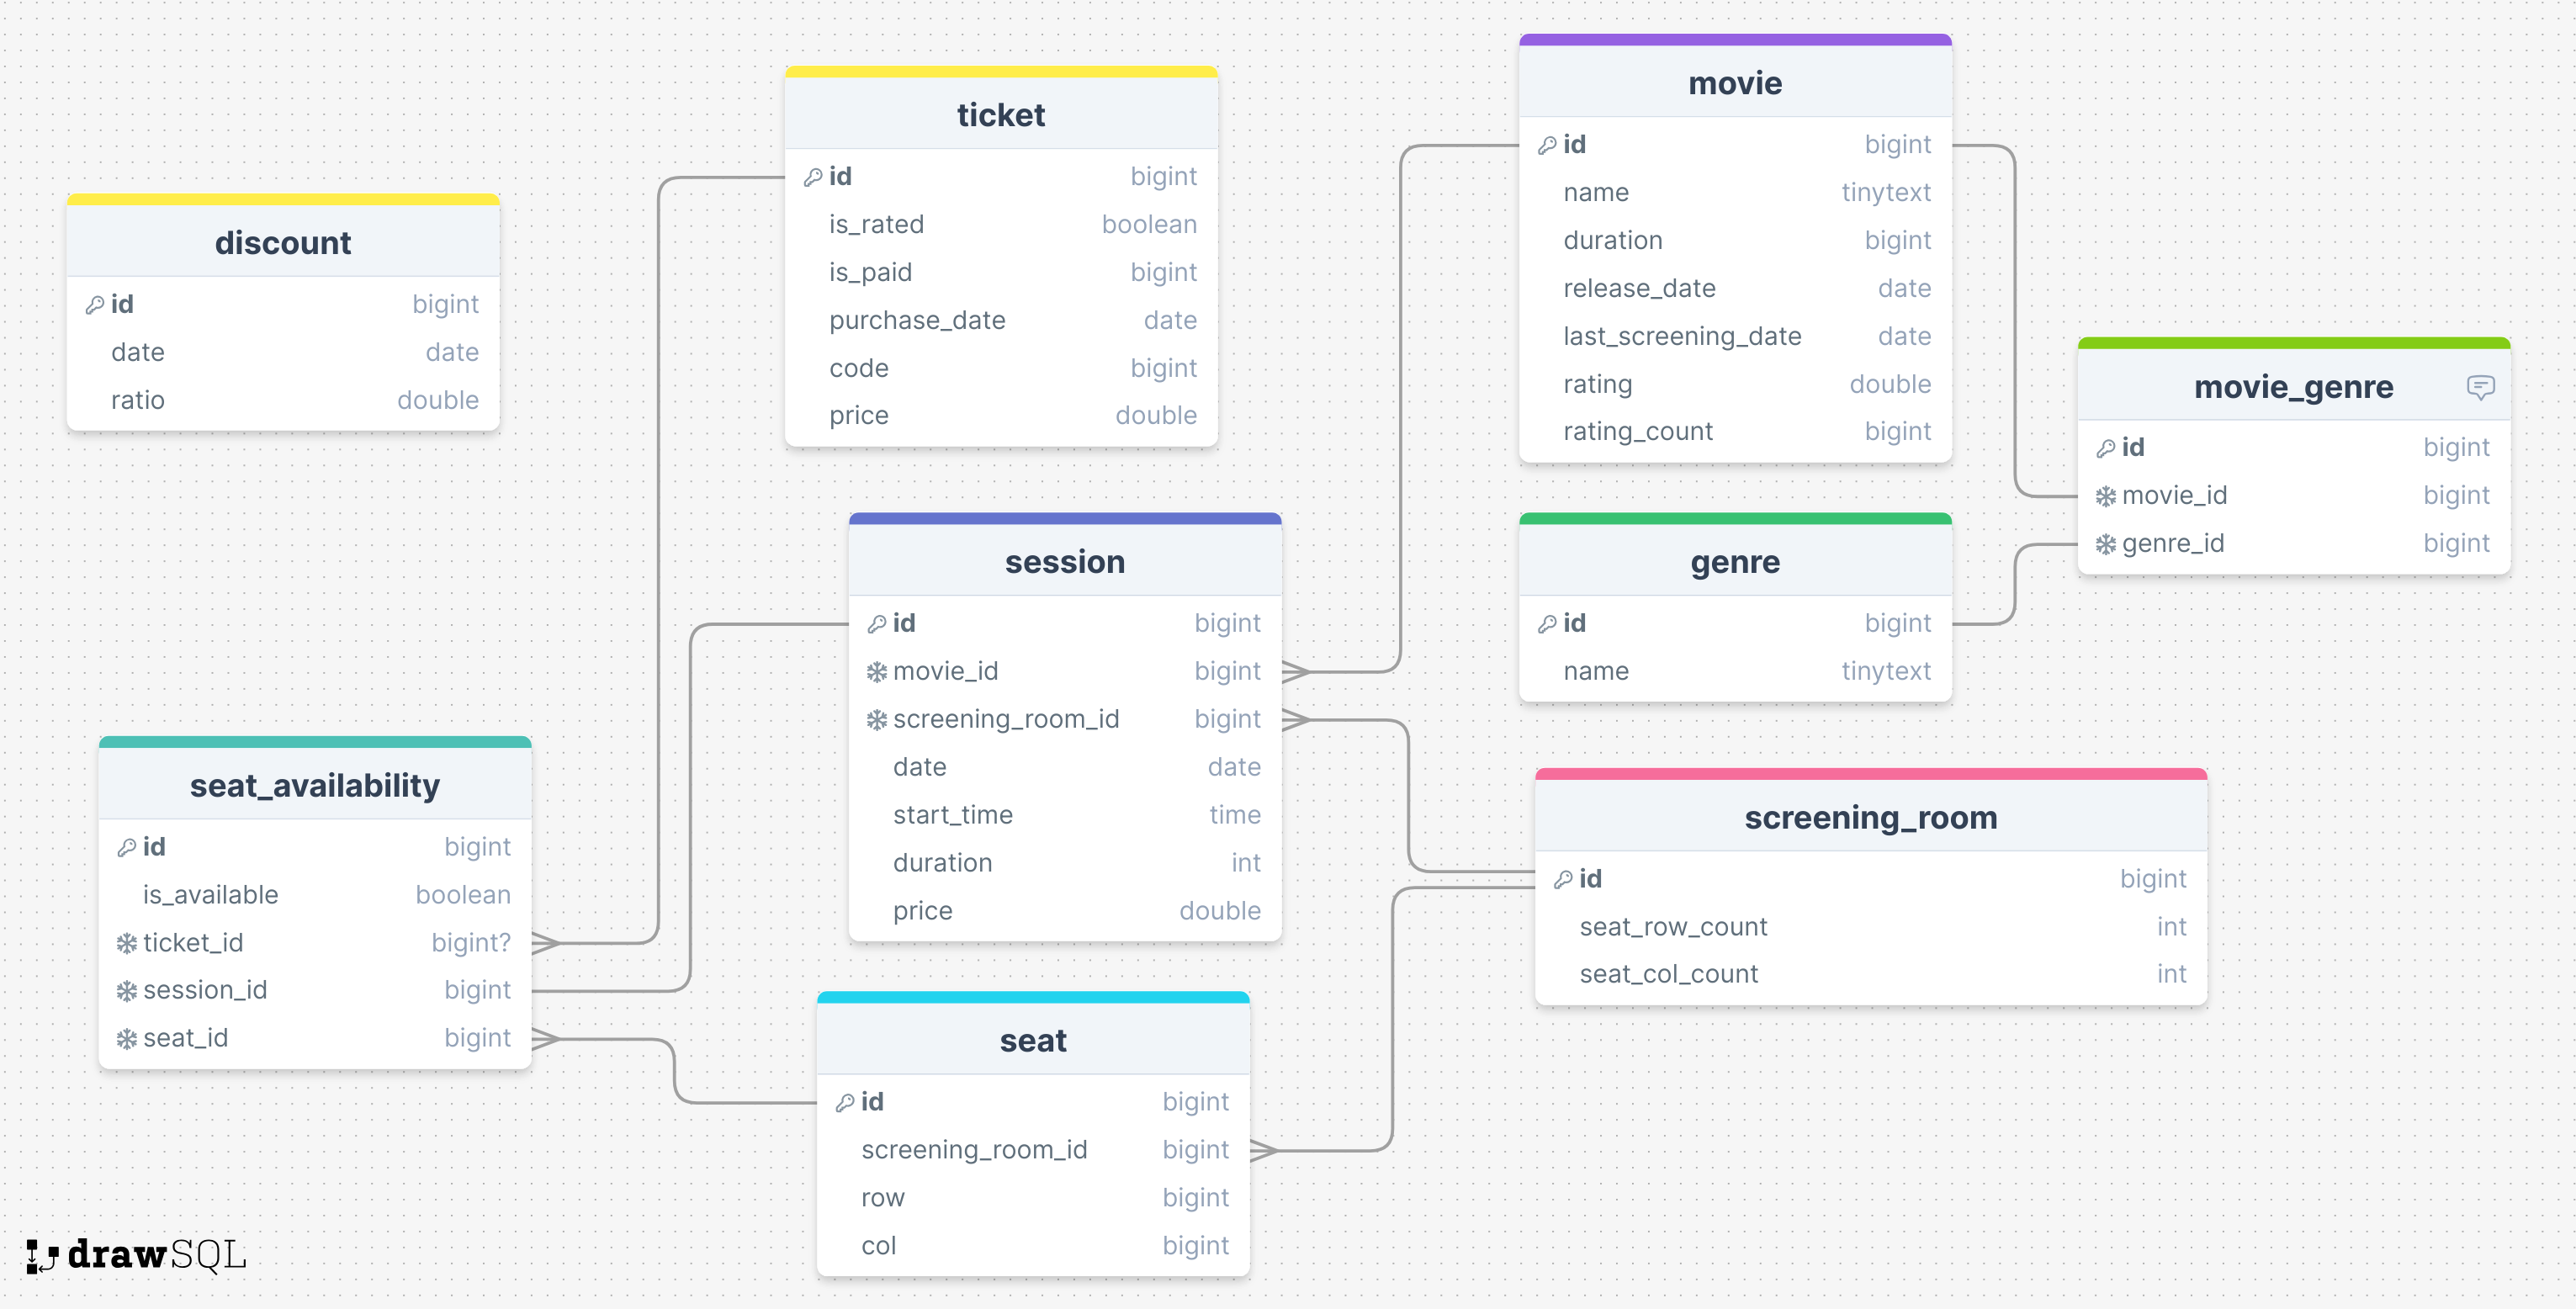 discount
id bigint
date date
ratio double
ticket
id bigint
is_rated boolean
is_paid bigint
purchase_date date
code bigint
price double
movie
id bigint
name tinytext
duration bigint
release_date date
last_screening_date date
rating double
rating_count bigint
movie_genre
id bigint
movie_id bigint
genre_id bigint
session
id bigint
movie_id bigint
screening_room_id bigint
date date
start_time time
duration int
price double
genre
id bigint
name tinytext
seat_availability
id bigint
is_available boolean
ticket_id bigint?
session_id bigint
seat_id bigint
screening_room
id bigint
seat_row_count int
seat_col_count int
seat
id bigint
screening_room_id bigint
row bigint
col bigint
drawSQL